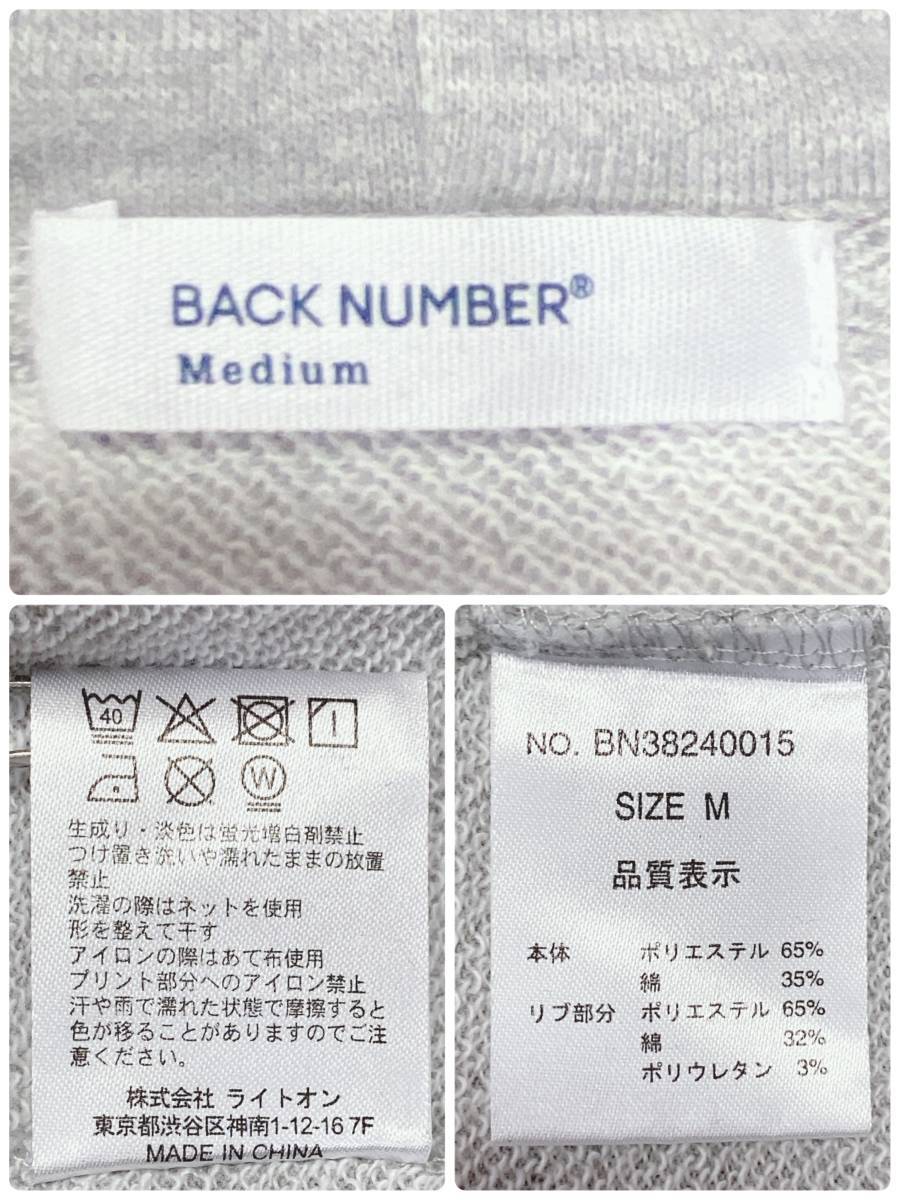 BACK NUMBER®
Medium
40
W
生成り・淡色は蛍光増白剤禁止
つけ置き洗いや濡れたままの放置
禁止
洗濯の際はネットを使用
形を整えて干す
アイロンの際はあて布使用
プリント部分へのアイロン禁止
汗や雨で濡れた状態で摩擦すると
色が移ることがありますのでご注
意ください。
株式会社 ライトオン
東京都渋谷区神南1-12-16 7F
MADE IN CHINA
NO. BN38240015
SIZE M
品質表示
本体 ポリエステル 65%
綿 35%
リブ部分 ポリエステル 65%
綿 32%
ポリウレタン 3%